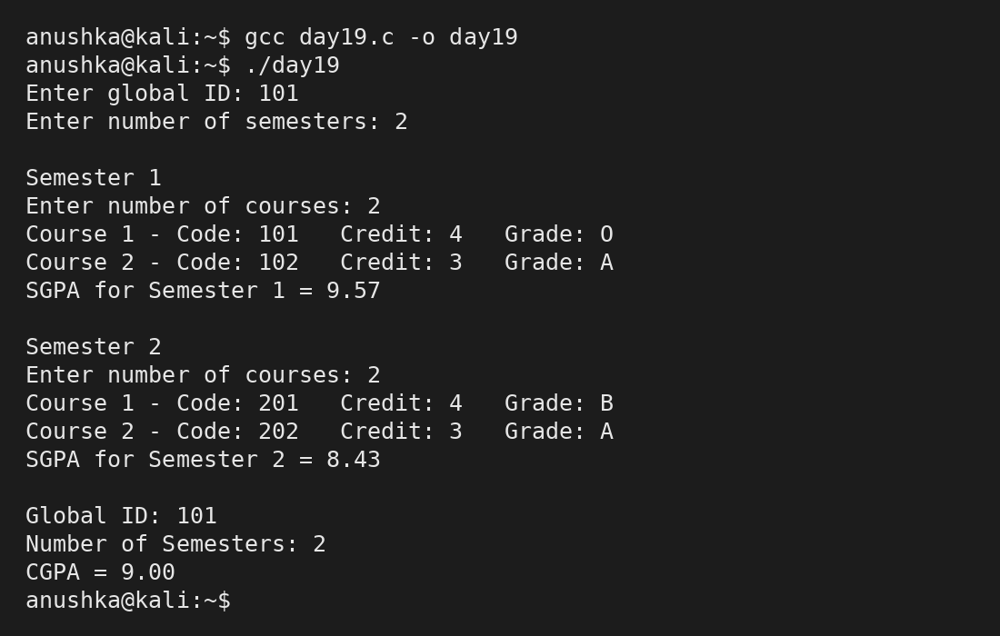 anushka@kali:~$ gcc day19.c -o day19
anushka@kali:~$ ./day19
Enter global ID: 101
Enter number of semesters: 2

Semester 1
Enter number of courses: 2
Course 1 - Code: 101   Credit: 4   Grade: O
Course 2 - Code: 102   Credit: 3   Grade: A
SGPA for Semester 1 = 9.57

Semester 2
Enter number of courses: 2
Course 1 - Code: 201   Credit: 4   Grade: B
Course 2 - Code: 202   Credit: 3   Grade: A
SGPA for Semester 2 = 8.43

Global ID: 101
Number of Semesters: 2
CGPA = 9.00
anushka@kali:~$